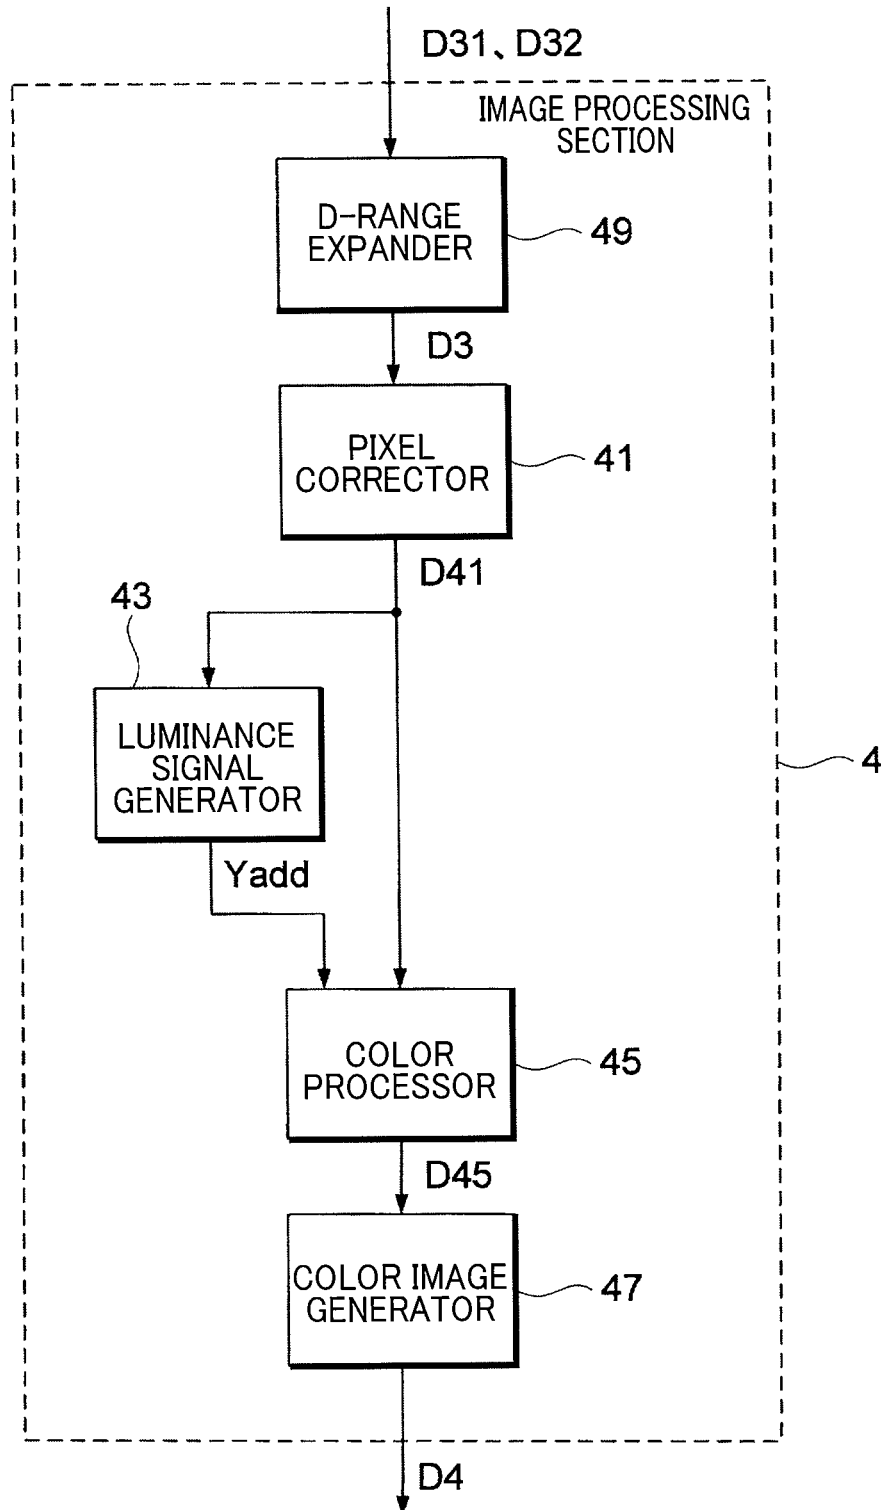 D31、D32
IMAGE PROCESSING
SECTION
D-RANGE
EXPANDER
49
D3
PIXEL
CORRECTOR
41
D41
43
LUMINANCE
SIGNAL
GENERATOR
4
Yadd
COLOR
PROCESSOR
45
D45
COLOR IMAGE
GENERATOR
47
D4